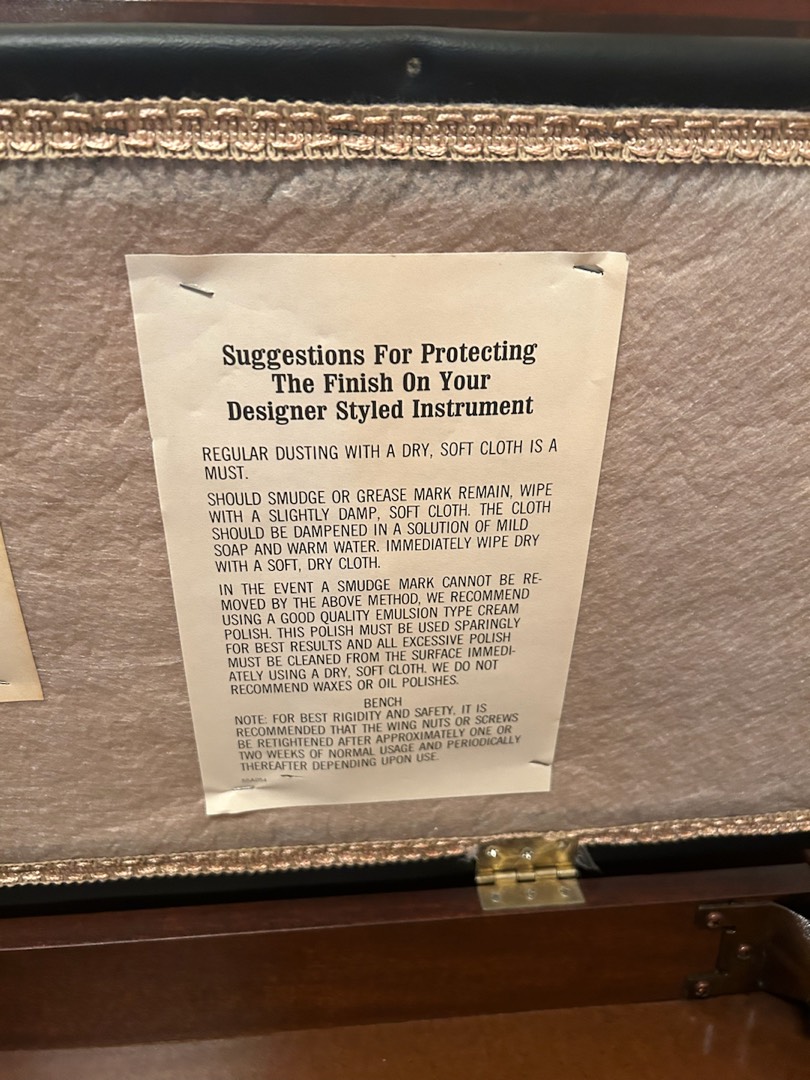 Suggestions For Protecting
The Finish On Your
Designer Styled Instrument
REGULAR DUSTING WITH A DRY, SOFT CLOTH IS A
MUST.
SHOULD SMUDGE OR GREASE MARK REMAIN, WIPE
WITH A SLIGHTLY DAMP, SOFT CLOTH. THE CLOTH
SHOULD BE DAMPENED IN A SOLUTION OF MILD
SOAP AND WARM WATER. IMMEDIATELY WIPE DRY
WITH A SOFT, DRY CLOTH.
IN THE EVENT A SMUDGE MARK CANNOT BE RE-
MOVED BY THE ABOVE METHOD, WE RECOMMEND
USING A GOOD QUALITY EMULSION TYPE CREAM
POLISH. THIS POLISH MUST BE USED SPARINGLY
FOR BEST RESULTS AND ALL EXCESSIVE POLISH
MUST BE CLEANED FROM THE SURFACE IMMEDI-
ATELY USING A DRY, SOFT CLOTH. WE DO NOT
RECOMMEND WAXES OR OIL POLISHES.
BENCH
NOTE: FOR BEST RIGIDITY AND SAFETY, IT IS
RECOMMENDED THAT THE WING NUTS OR SCREWS
BE RETIGHTENED AFTER APPROXIMATELY ONE OR
TWO WEEKS OF NORMAL USAGE AND PERIODICALLY
THEREAFTER DEPENDING UPON USE.